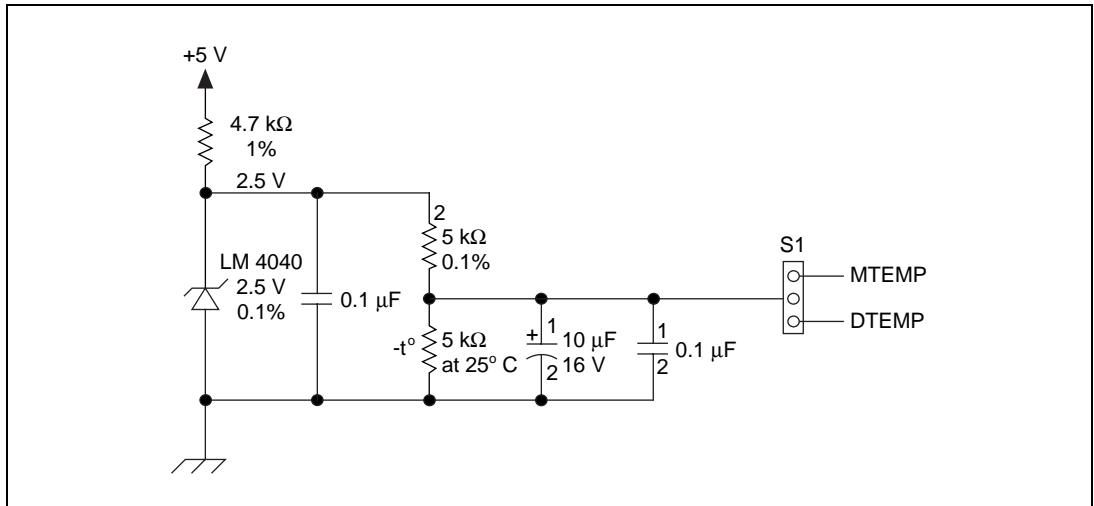 +5 V
4.7 kΩ
1%
2.5 V
2
5 kΩ
0.1%
LM 4040
2.5 V
0.1%
0.1 µF
-t°
5 kΩ
at 25° C
+
1
10 µF
16 V
2
1
0.1 µF
2
S1
MTEMP
DTEMP